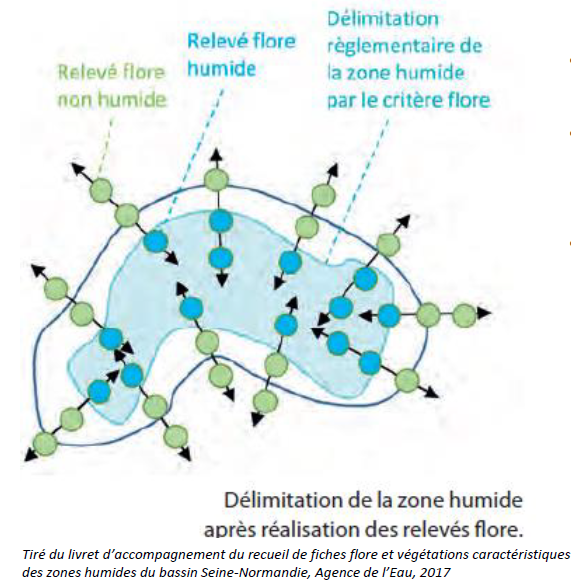 Délimitation
règlementaire de
la zone humide
par le critère flore
Relevé flore
humide
Relevé flore
non humide
Délimitation de la zone humide
après réalisation des relevés flore.
Tiré du livret d'accompagnement du recueil de fiches flore et végétations caractéristiques
des zones humides du bassin Seine-Normandie, Agence de l'Eau, 2017